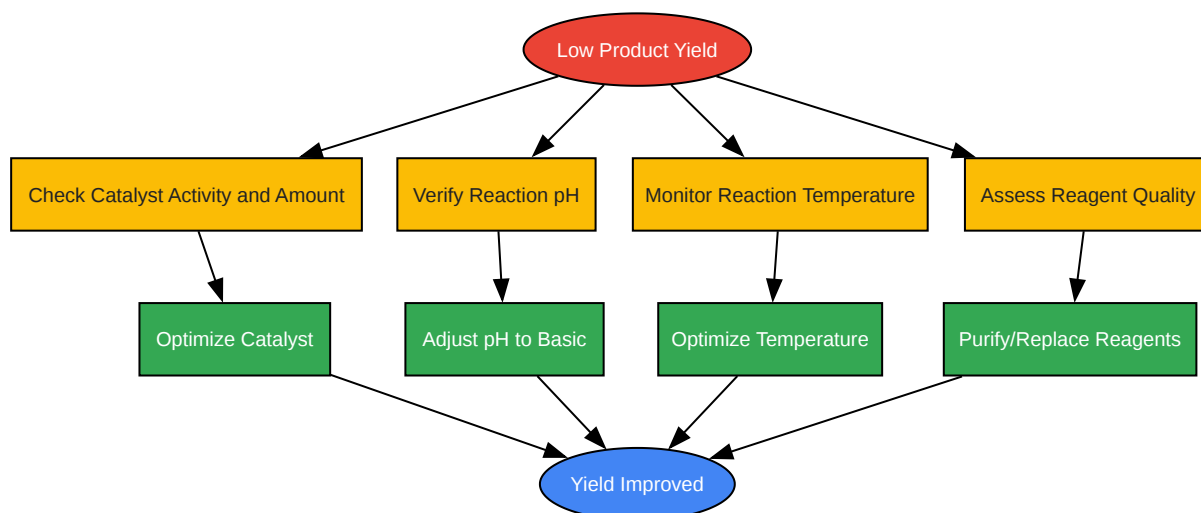 Low Product Yield
Check Catalyst Activity and Amount
Verify Reaction pH
Monitor Reaction Temperature
Assess Reagent Quality
Optimize Catalyst
Adjust pH to Basic
Optimize Temperature
Purify/Replace Reagents
Yield Improved